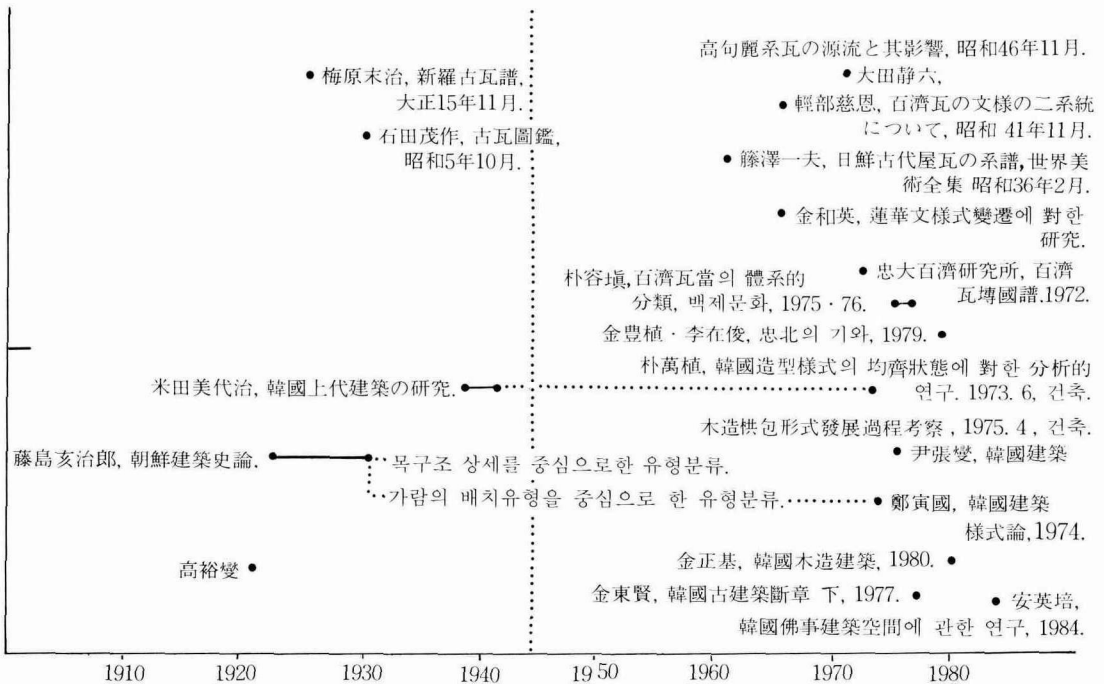 高句麗系瓦の源流と其影響, 昭和46年11月.
• 梅原末治, 新羅古瓦譜,
大正15年11月.
• 大田静六,
• 輕部慈恩, 百濟瓦の文様の二系統
について, 昭和 41年11月.
• 石田茂作, 古瓦圖鑑,
昭和5年10月.
• 籐澤一夫, 日鮮古代屋瓦の系譜, 世界美
術全集 昭和36年2月.
• 金和英, 蓮華文樣式變遷에 對한
研究.
• 忠大百濟研究所, 百濟
瓦塼國譜.1972.
朴容塡, 百濟瓦當의 體系的
分類, 백제문화, 1975·76.
金豊植·李在俊, 忠北의 기와, 1979.
朴萬植, 韓國造型樣式의 均齊狀態에 對한 分析的
연구. 1973. 6, 건축.
米田美代治, 韓國上代建築の研究.
木造栱包形式發展過程考察, 1975. 4, 건축.
• 尹張燮, 韓國建築
藤島亥治郎, 朝鮮建築史論.
목구조 상세를 중심으로한 유형분류.
가람의 배치유형을 중심으로 한 유형분류.
鄭寅國, 韓國建築
樣式論, 1974.
高裕燮
金正基, 韓國木造建築, 1980.
金東賢, 韓國古建築斷章 下, 1977.
• 安英培,
韓國佛事建築空間에 관한 연구, 1984.
1910 1920 1930 1940 19 50 1960 1970 1980